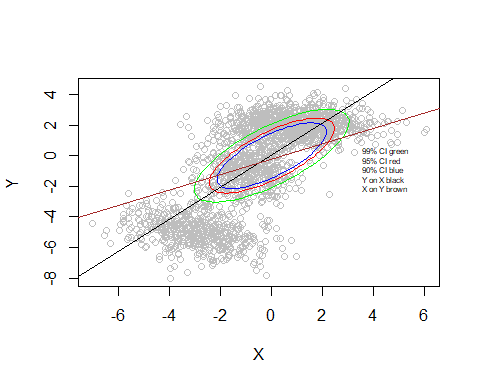 Y
4
2
0
-2
-4
-6
-8
99% CI green
95% CI red
90% CI blue
Y on X black
X on Y brown
-6
-4
-2
0
2
4
6
X